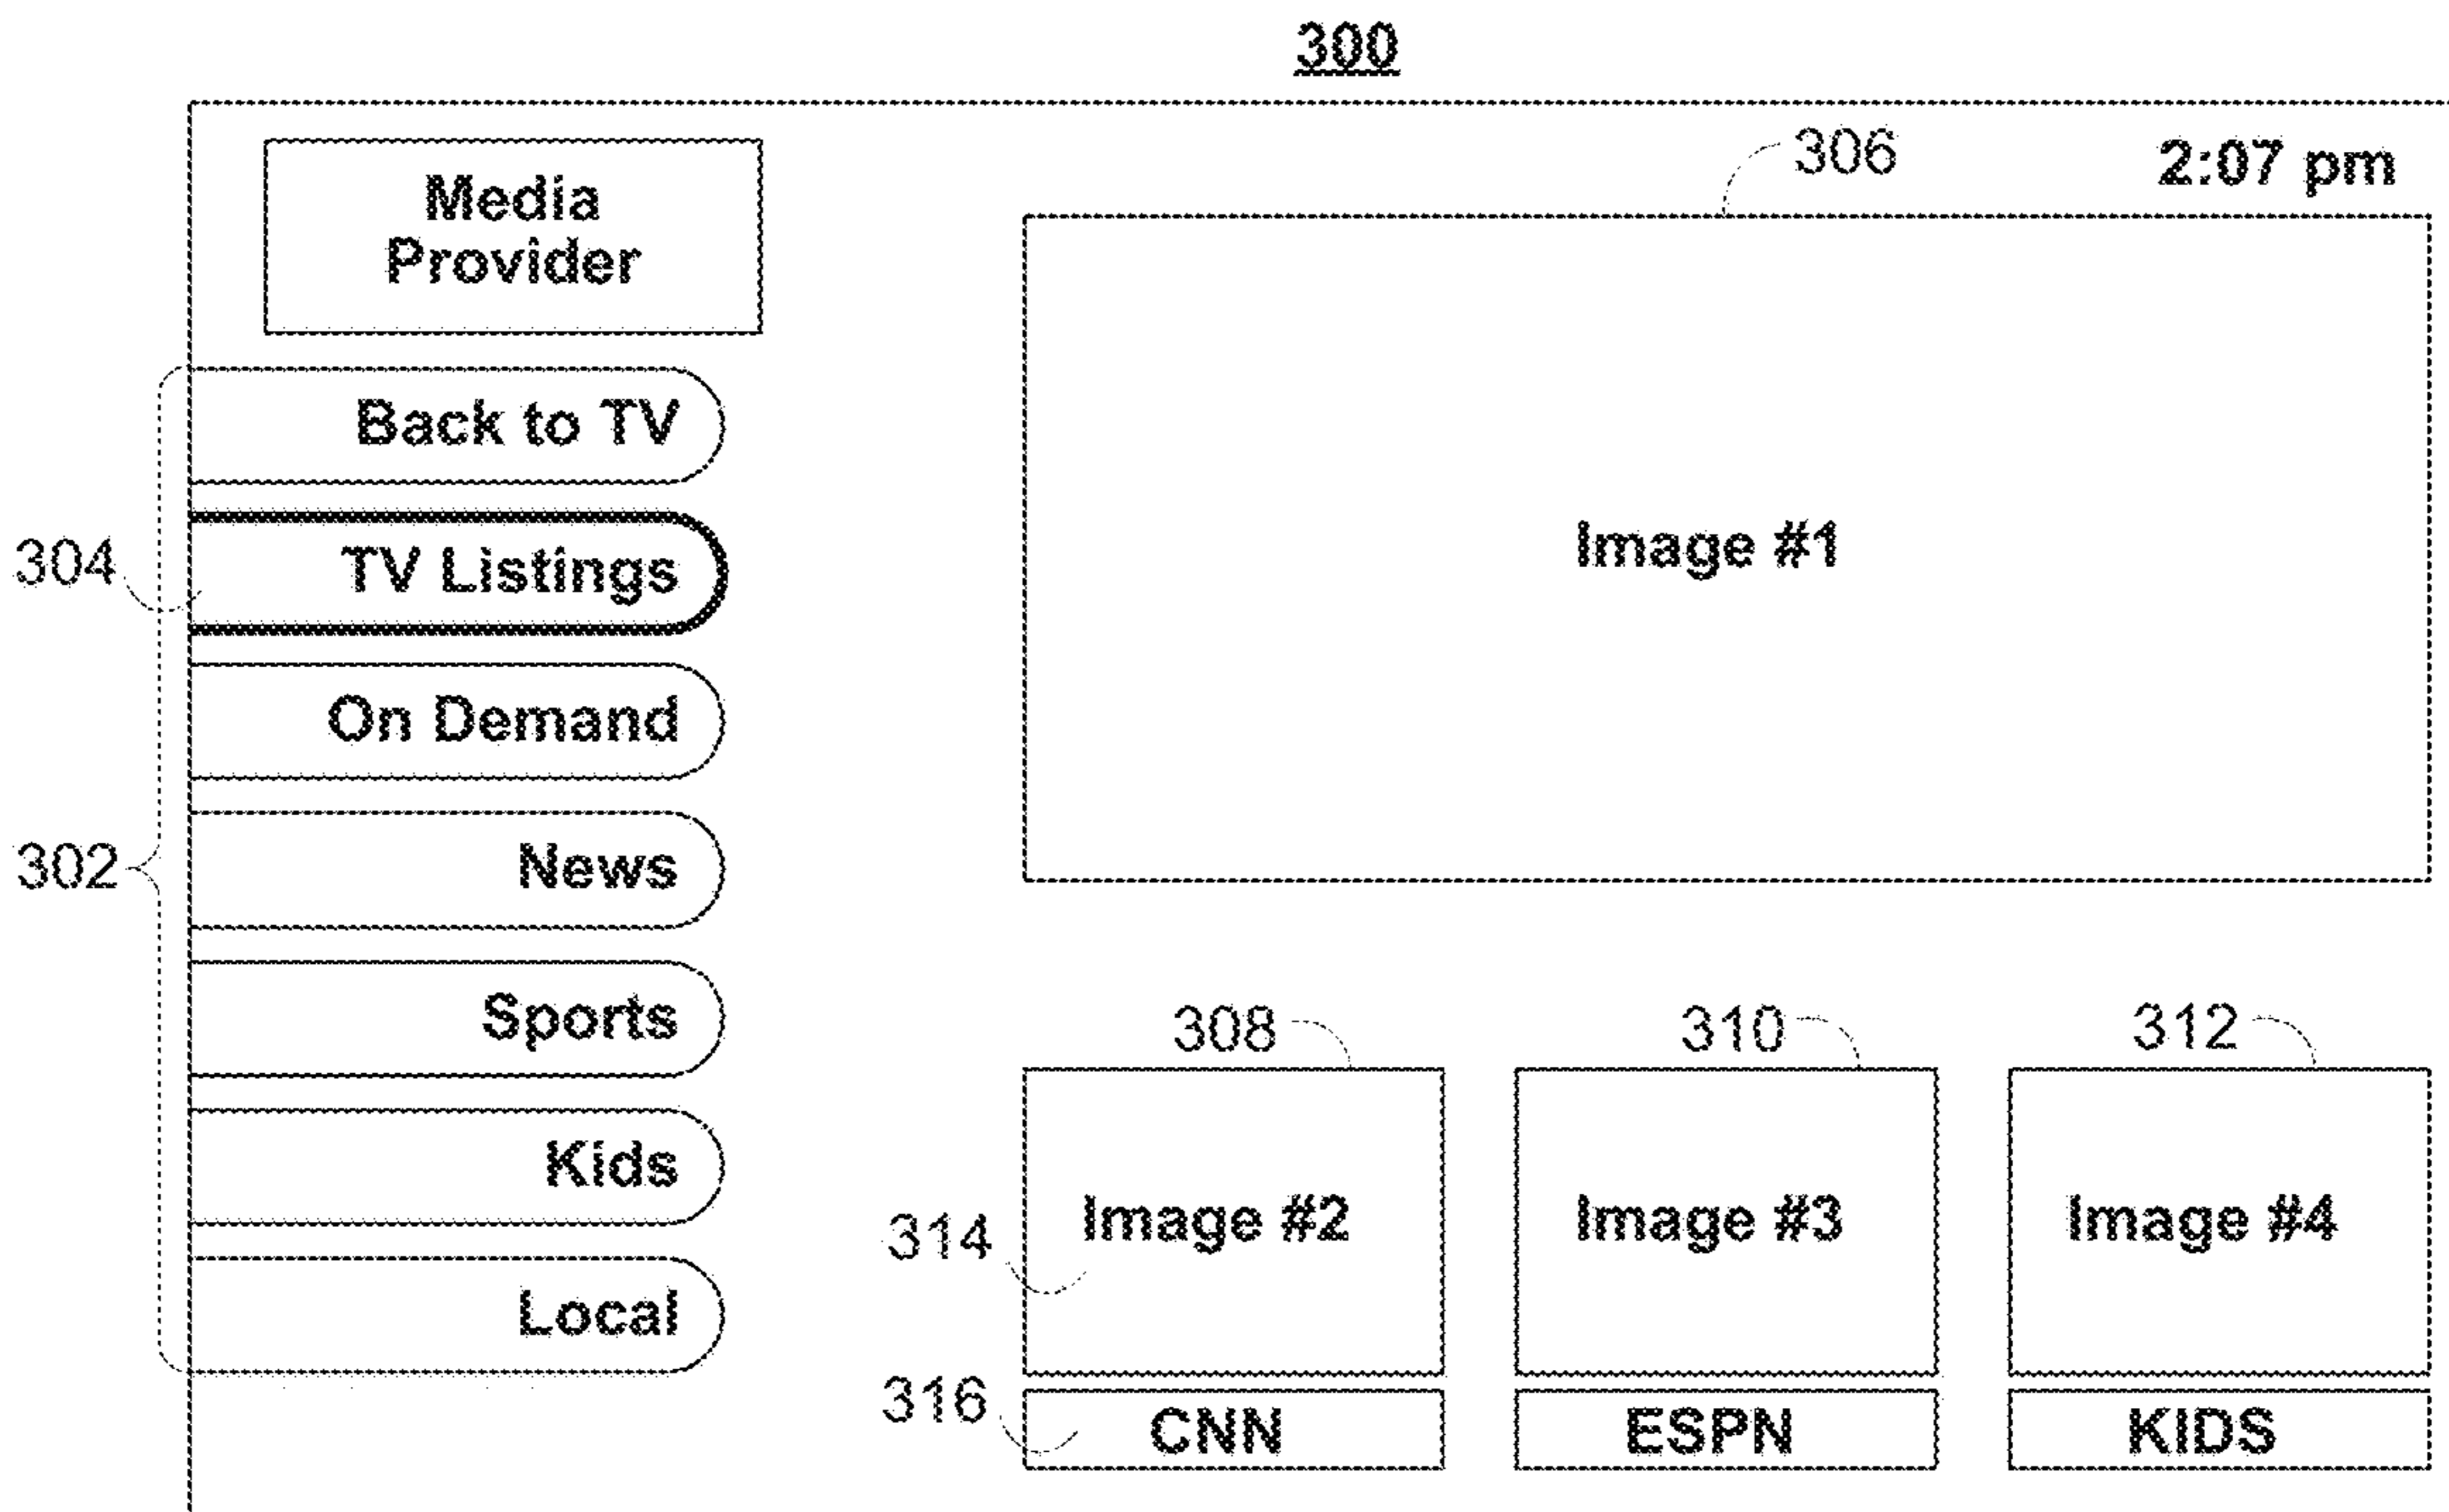 300
306
2:07 pm
Media
Provider
Back to TV
304
TV Listings
Image #1
On Demand
302
News
Sports
308
310
312
Kids
314
Image #2
Image #3
Image #4
Local
316
CNN
ESPN
KIDS